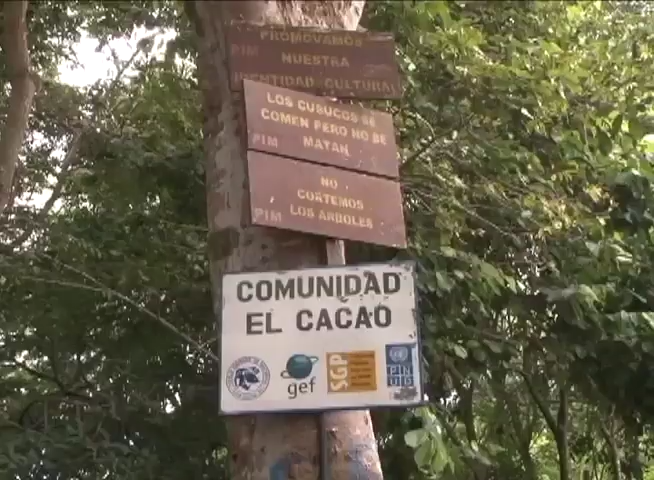 PROMOVAMOS
PIM NUESTRA
IDENTIDAD CULTURAL
LOS CUSUCOS SE
COMEN PERO NO SE
PIM MATAN
NO
CORTEMOS
PIM LOS ARBOLES
COMUNIDAD
EL CACAO
gef
SGP
PNUD